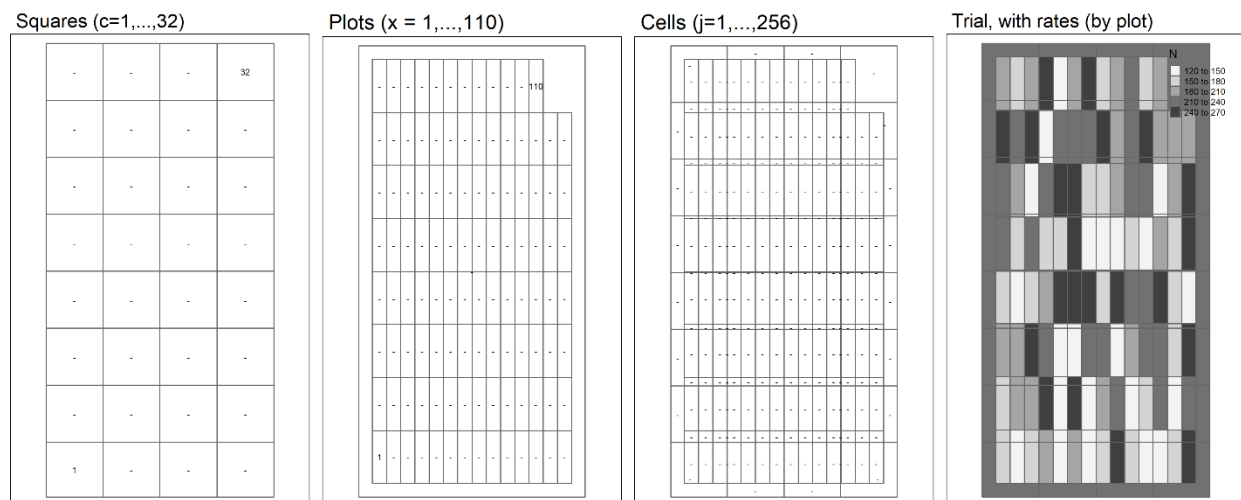 Squares (c=1,...,32)
32
1
Plots (x = 1,...,110)
110
1
Cells (j=1,...,256)
Trial, with rates (by plot)
N
120 to 150
150 to 180
180 to 210
210 to 240
240 to 270